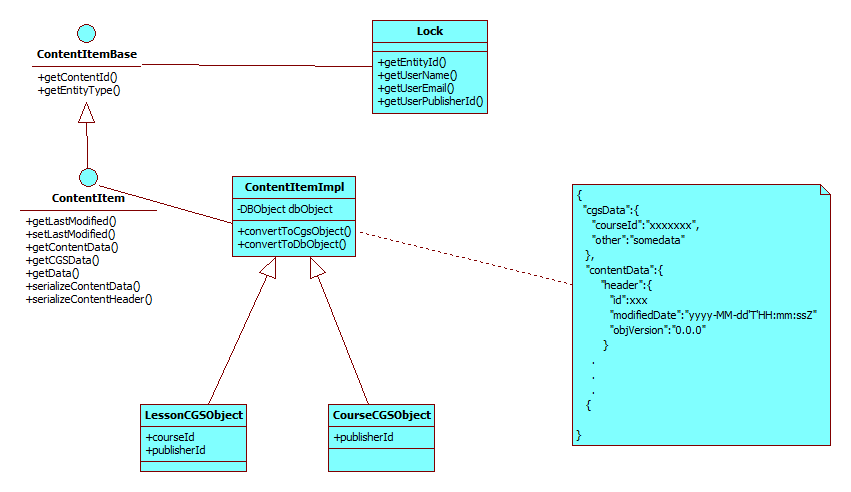 ContentItemBase
+getContentId()
+getEntityType()
Lock
+getEntityId()
+getUserName()
+getUserEmail()
+getUserPublisherId()
ContentItem
+getLastModified()
+setLastModified()
+getContentData()
+getCGSData()
+getData()
+serializeContentData()
+serializeContentHeader()
ContentItemImpl
-DBObject dbObject
+convertToCgsObject()
+convertToDbObject()
{
"cgsData":{
"courseId":"xxxxxxx",
"other":"somedata"
},
"contentData":{
"header":{
"id":xxx
"modifiedDate":"yyyy-MM-dd'T'HH:mm:ssZ"
"objVersion":"0.0.0"
}
.
.
.
{
}
LessonCGSObject
+courseId
+publisherId
CourseCGSObject
+publisherId